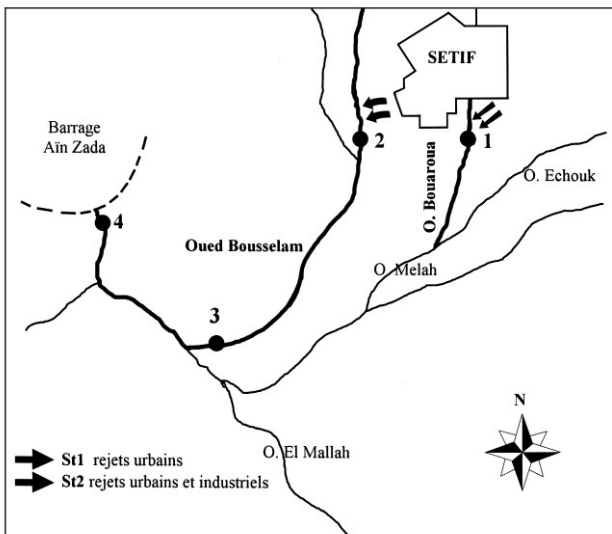 SETIF
Barrage
Aïn Zada
2
1
O. Echouk
O. Bouaroua
4
Oued Bousselam
O. Melah
3
N
O. El Mallah
St1 rejets urbains
St2 rejets urbains et industriels